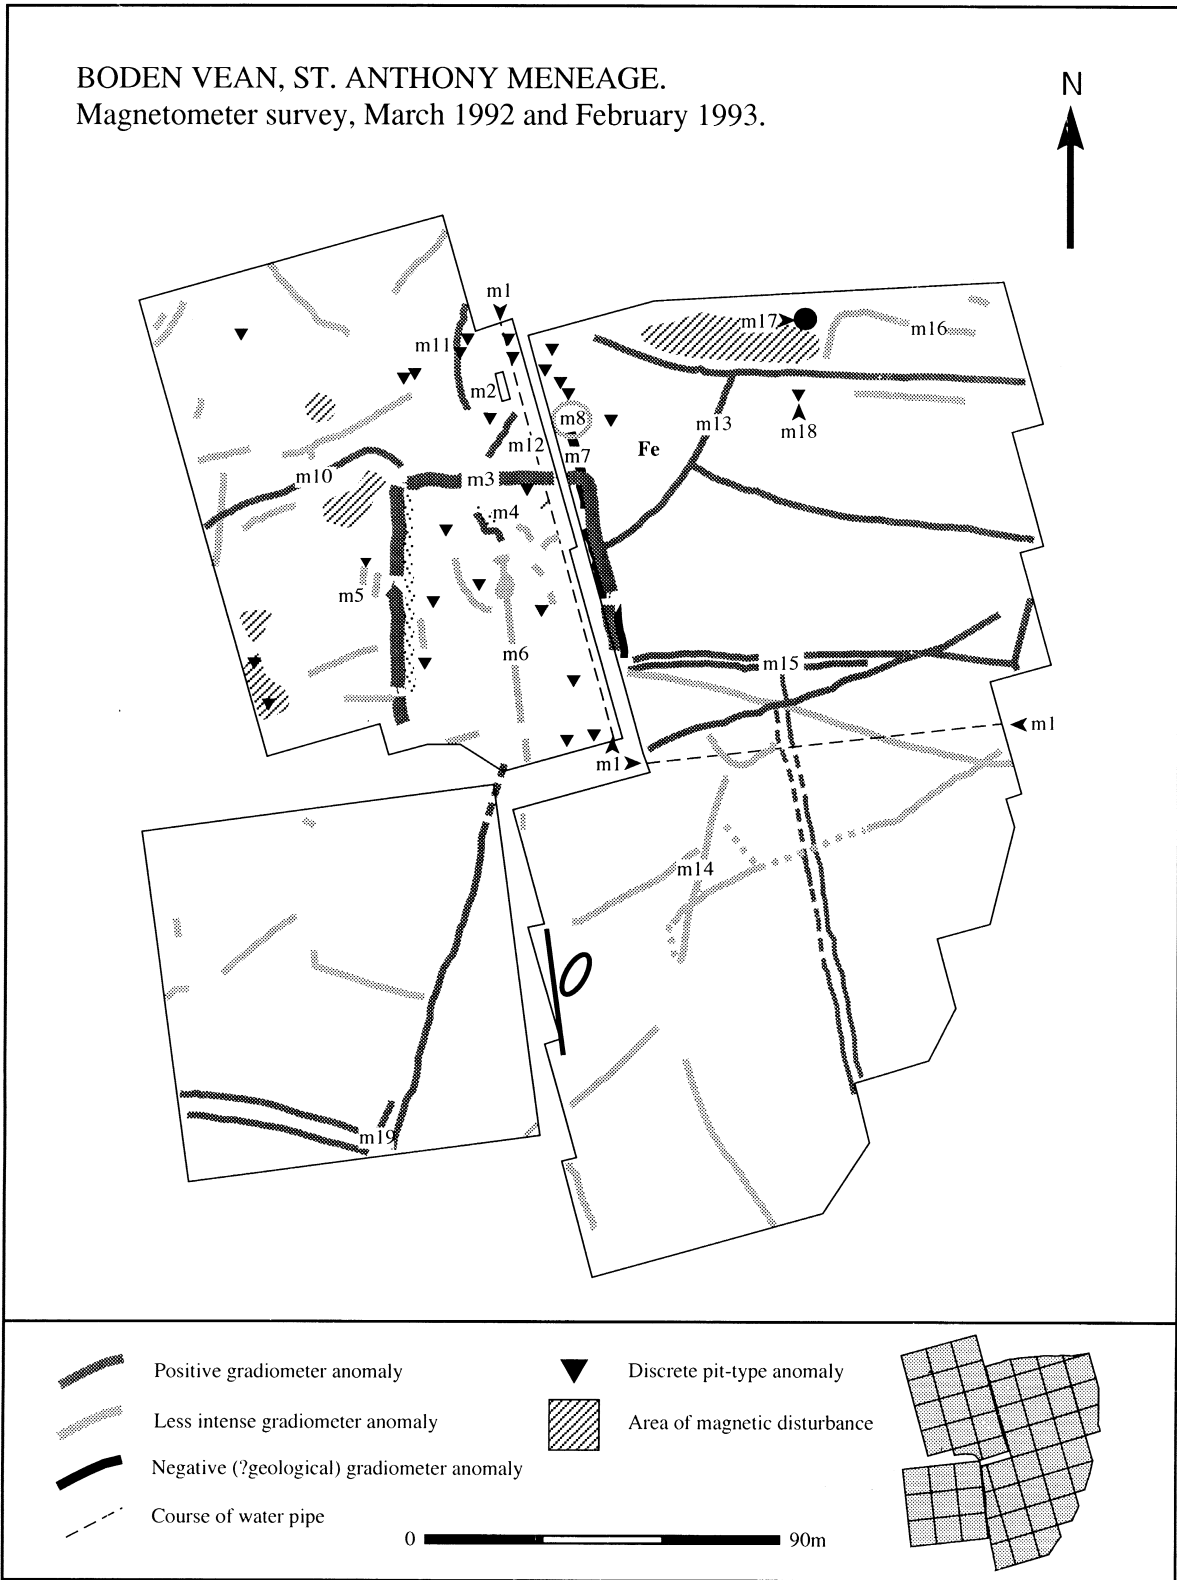 BODEN VEAN, ST. ANTHONY MENEAGE.
Magnetometer survey, March 1992 and February 1993.
N
m1
m17
m16
m11
m2
m8
m13
m18
m12
m7
Fe
m10
m3
m4
m5
m6
m15
m1
m1
m14
m19
Positive gradiometer anomaly
Discrete pit-type anomaly
Less intense gradiometer anomaly
Area of magnetic disturbance
Negative (?geological) gradiometer anomaly
Course of water pipe
0
90m